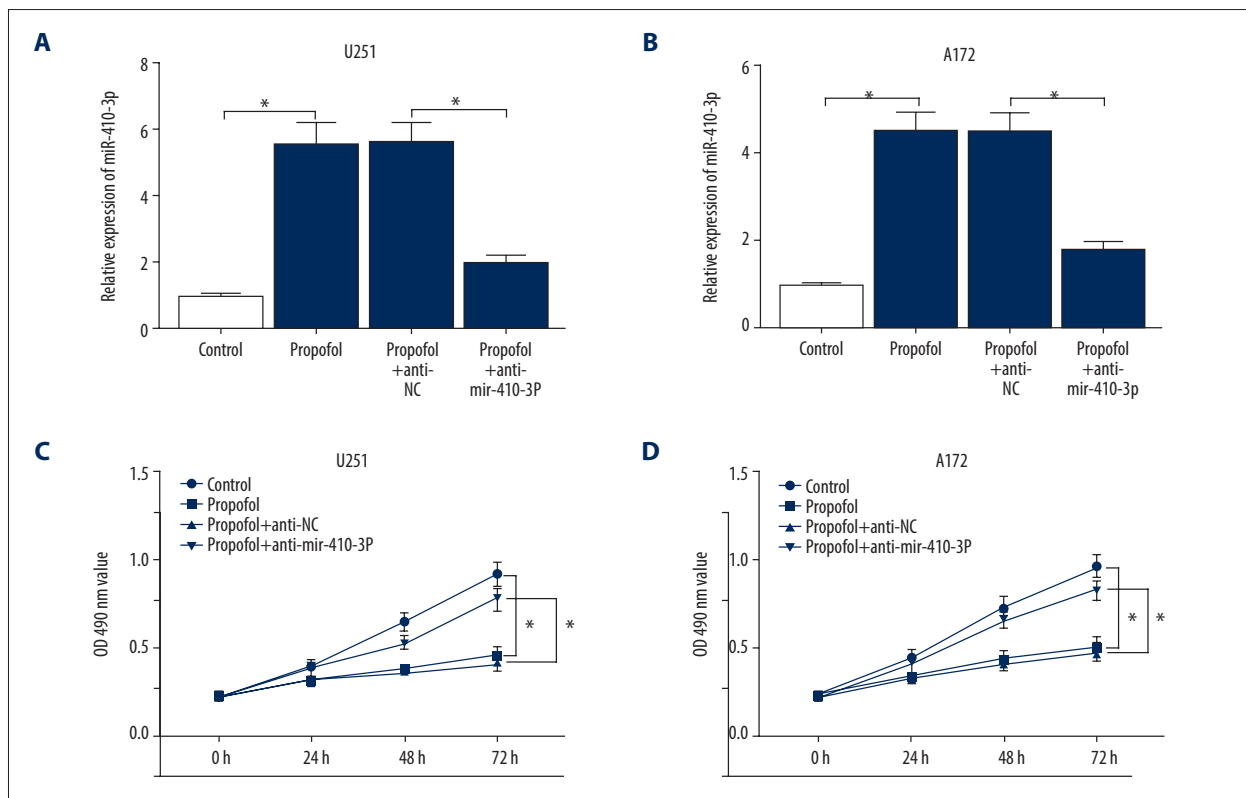 A
U251
Relative expression of miR-410-3p
8
6
4
2
0
*
*
Control
Propofol
Propofol
+anti-
NC
Propofol
+anti-
mir-410-3P
B
A172
Relative expression of miR-410-3p
6
4
2
0
*
*
Control
Propofol
Propofol
+anti-
NC
Propofol
+anti-
mir-410-3p
C
U251
OD 490 nm value
1.5
1.0
0.5
0.0
Control
Propofol
Propofol+anti-NC
Propofol+anti-mir-410-3P
*
*
0 h
24 h
48 h
72 h
D
A172
OD 490 nm value
1.5
1.0
0.5
0.0
Control
Propofol
Propofol+anti-NC
Propofol+anti-mir-410-3P
*
*
0 h
24 h
48 h
72 h